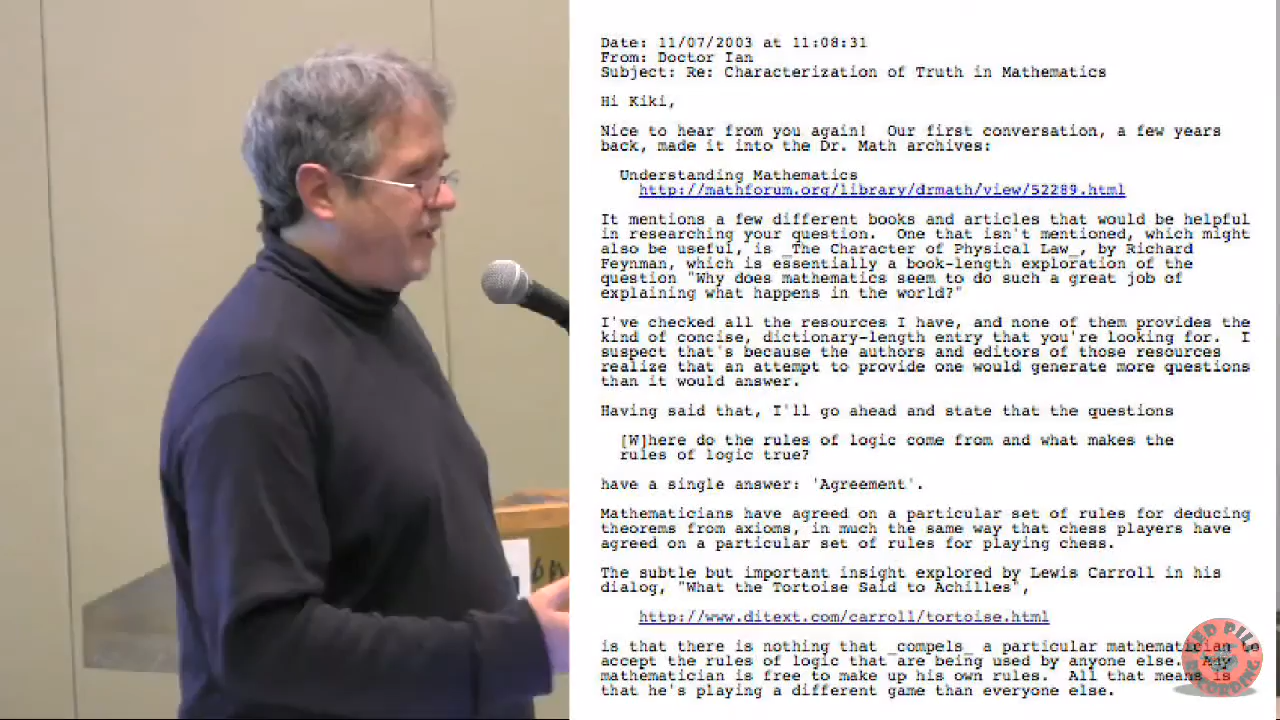 Date: 11/07/2003 at 11:08:31
From: Doctor Ian
Subject: Re: Characterization of Truth in Mathematics
Hi Kiki,
Nice to hear from you again!  Our first conversation, a few years
back, made it into the Dr. Math archives:
Understanding Mathematics
http://mathforum.org/library/drmath/view/52289.html
It mentions a few different books and articles that would be helpful
in researching your question.  One that isn't mentioned, which might
also be useful, is _The Character of Physical Law_, by Richard
Feynman, which is essentially a book-length exploration of the
question "Why does mathematics seem to do such a great job of
explaining what happens in the world?"
I've checked all the resources I have, and none of them provides the
kind of concise, dictionary-length entry that you're looking for.  I
suspect that's because the authors and editors of those resources
realize that an attempt to provide one would generate more questions
than it would answer.
Having said that, I'll go ahead and state that the questions
[W]here do the rules of logic come from and what makes the
rules of logic true?
have a single answer: 'Agreement'.
Mathematicians have agreed on a particular set of rules for deducing
theorems from axioms, in much the same way that chess players have
agreed on a particular set of rules for playing chess.
The subtle but important insight explored by Lewis Carroll in his
dialog, "What the Tortoise Said to Achilles",
http://www.ditext.com/carroll/tortoise.html
is that there is nothing that _compels_ a particular mathematician
accept the rules of logic that are being used by anyone else.  Any
mathematician is free to make up his own rules.  All that means is
that he's playing a different game than everyone else.
RED PILL
RECORDING